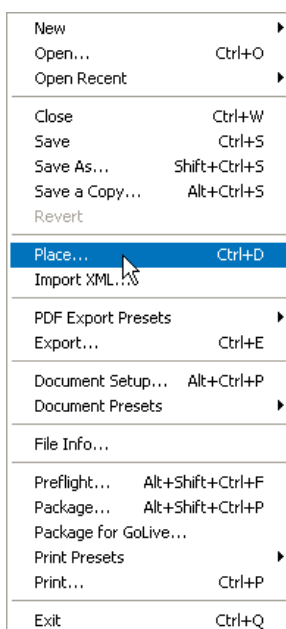 New
Open... Ctrl+O
Open Recent
Close Ctrl+W
Save Ctrl+S
Save As... Shift+Ctrl+S
Save a Copy... Alt+Ctrl+S
Revert
Place... Ctrl+D
Import XML...
PDF Export Presets
Export... Ctrl+E
Document Setup... Alt+Ctrl+P
Document Presets
File Info...
Preflight... Alt+Shift+Ctrl+F
Package... Alt+Shift+Ctrl+P
Package for GoLive...
Print Presets
Print... Ctrl+P
Exit Ctrl+Q